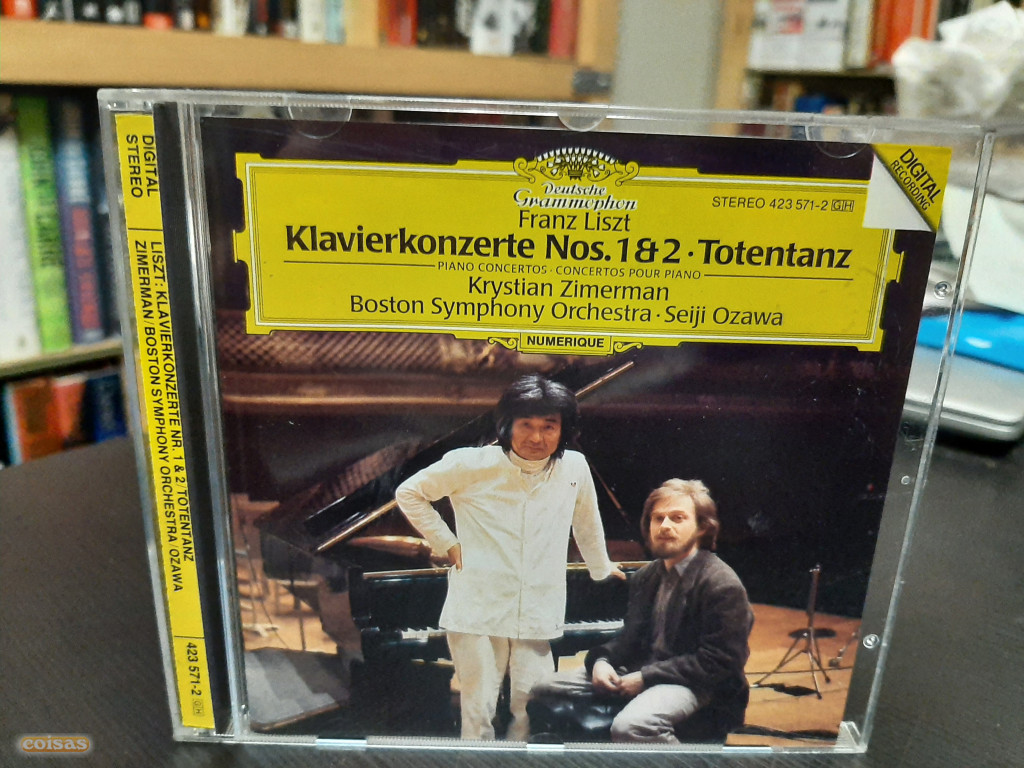 DIGITAL
STEREO
LISZT: KLAVIERKONZERTE NR. 1 & 2/TOTENTANZ
ZIMERMAN/BOSTON SYMPHONY ORCHESTRA/OZAWA
423 571-2 GH
Deutsche
Grammophon
STEREO 423 571-2 GH
DIGITAL
RECORDING
Franz Liszt
Klavierkonzerte Nos. 1 & 2 · Totentanz
PIANO CONCERTOS · CONCERTOS POUR PIANO
Krystian Zimerman
Boston Symphony Orchestra · Seiji Ozawa
NUMERIQUE
coisas